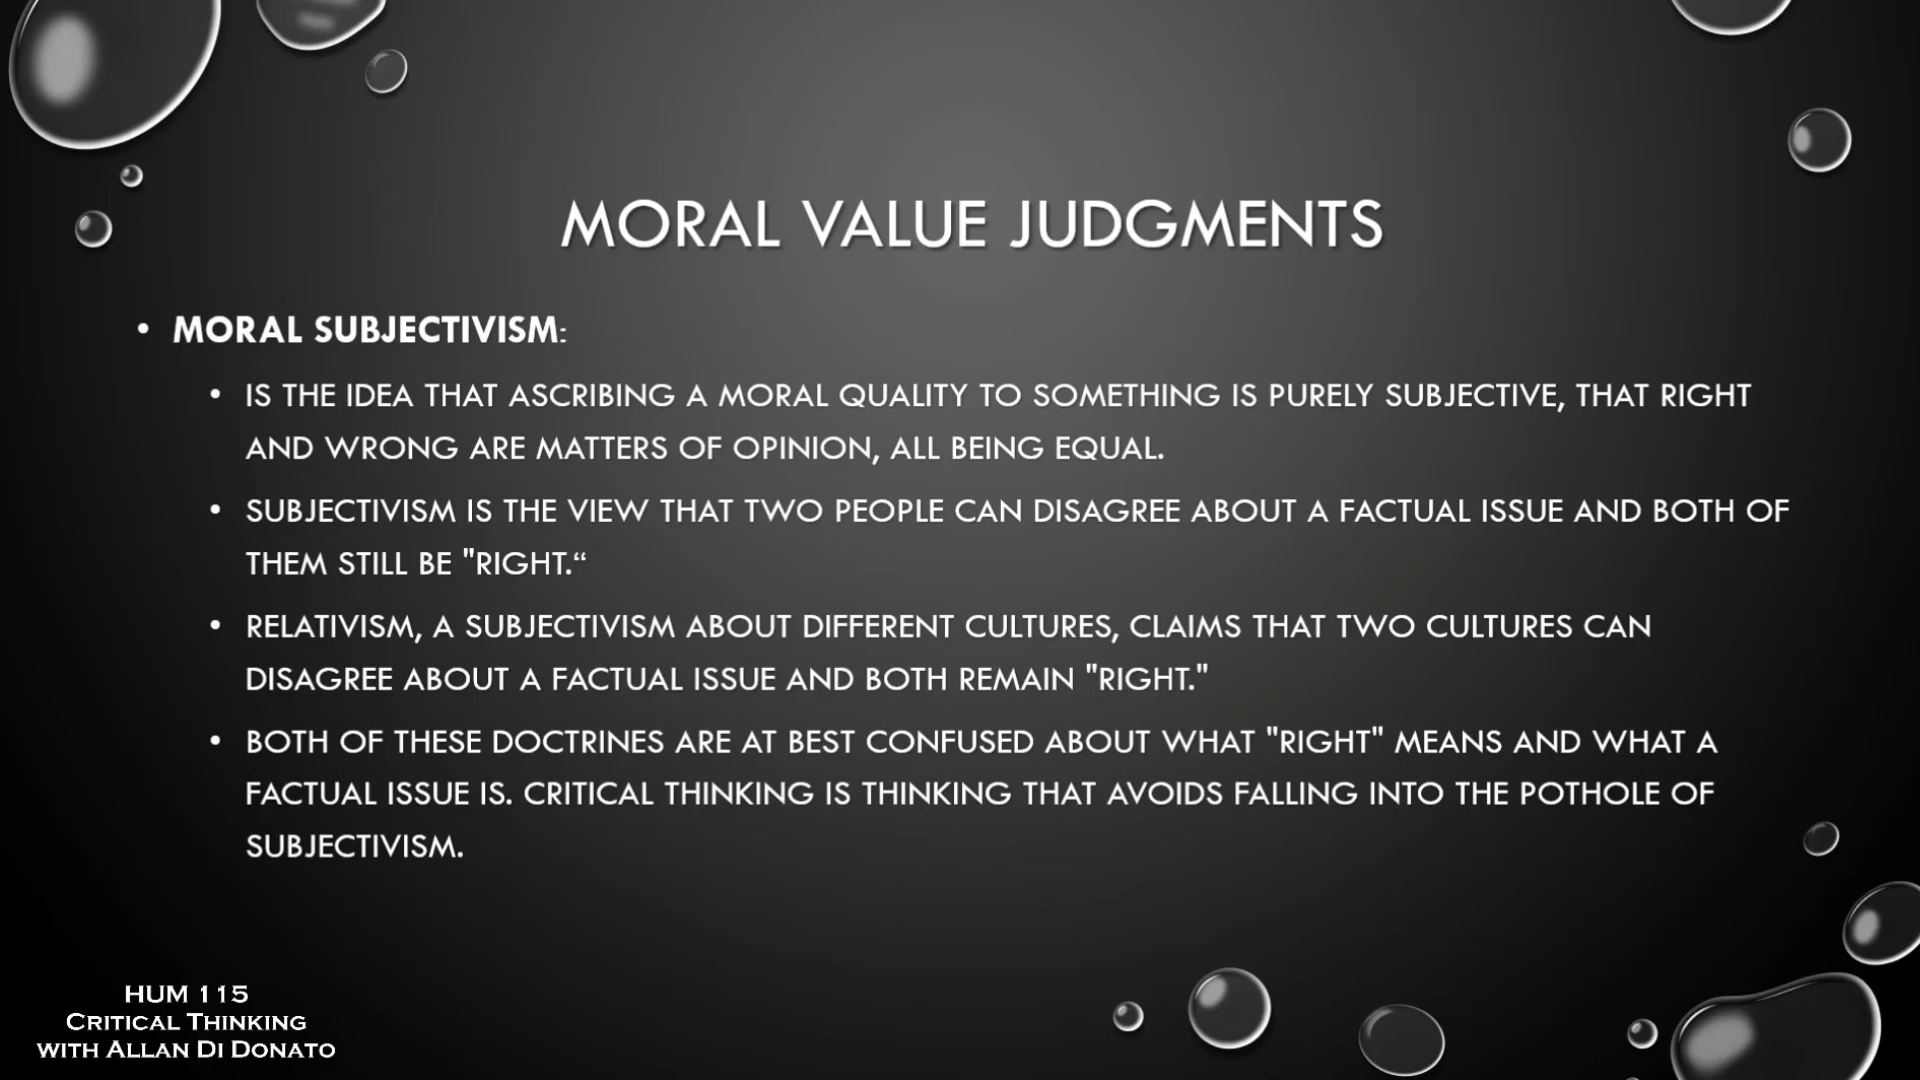 MORAL VALUE JUDGMENTS
• MORAL SUBJECTIVISM:
• IS THE IDEA THAT ASCRIBING A MORAL QUALITY TO SOMETHING IS PURELY SUBJECTIVE, THAT RIGHT
AND WRONG ARE MATTERS OF OPINION, ALL BEING EQUAL.
• SUBJECTIVISM IS THE VIEW THAT TWO PEOPLE CAN DISAGREE ABOUT A FACTUAL ISSUE AND BOTH OF
THEM STILL BE "RIGHT.“
• RELATIVISM, A SUBJECTIVISM ABOUT DIFFERENT CULTURES, CLAIMS THAT TWO CULTURES CAN
DISAGREE ABOUT A FACTUAL ISSUE AND BOTH REMAIN "RIGHT."
• BOTH OF THESE DOCTRINES ARE AT BEST CONFUSED ABOUT WHAT "RIGHT" MEANS AND WHAT A
FACTUAL ISSUE IS. CRITICAL THINKING IS THINKING THAT AVOIDS FALLING INTO THE POTHOLE OF
SUBJECTIVISM.
HUM 115
CRITICAL THINKING
WITH ALLAN DI DONATO